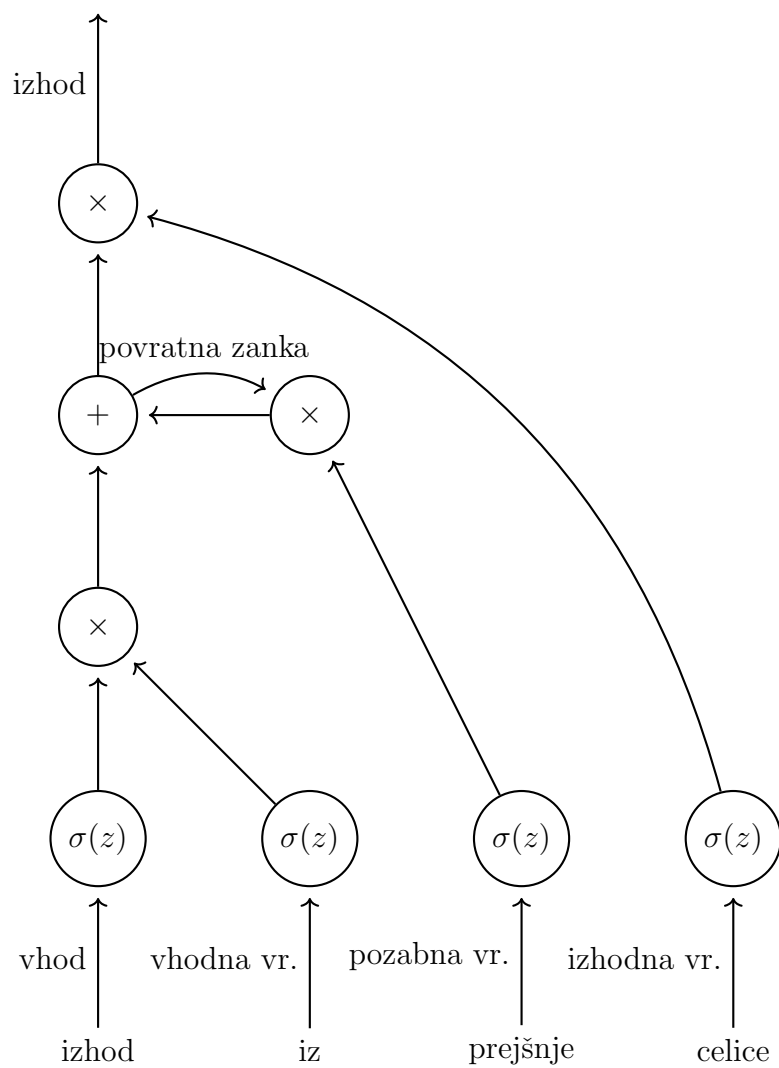 izhod
×
povratna zanka
+ ×
×
σ(z) σ(z) σ(z) σ(z)
vhod vhodna vr. pozabna vr. izhodna vr.
izhod iz prejšnje celice